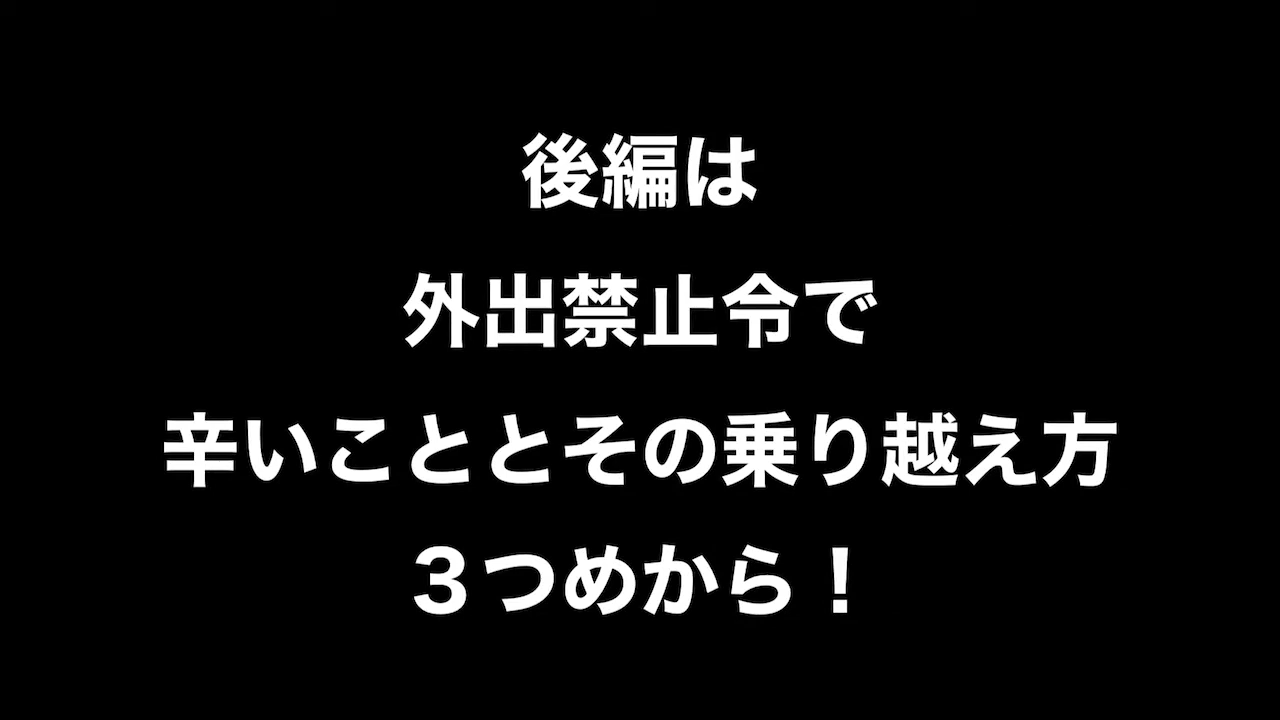 後編は
外出禁止令で
辛いこととその乗り越え方
３つめから！